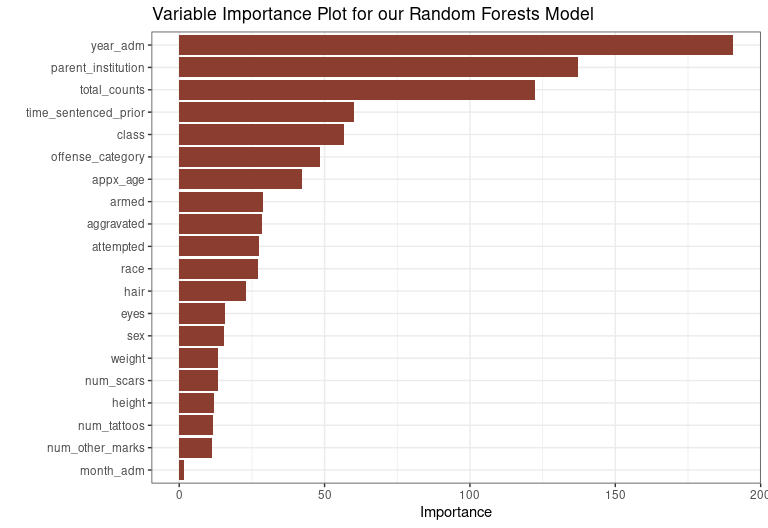 Variable Importance Plot for our Random Forests Model
year_adm
parent_institution
total_counts
time_sentenced_prior
class
offense_category
appx_age
armed
aggravated
attempted
race
hair
eyes
sex
weight
num_scars
height
num_tattoos
num_other_marks
month_adm
0 50 100 150 200
Importance